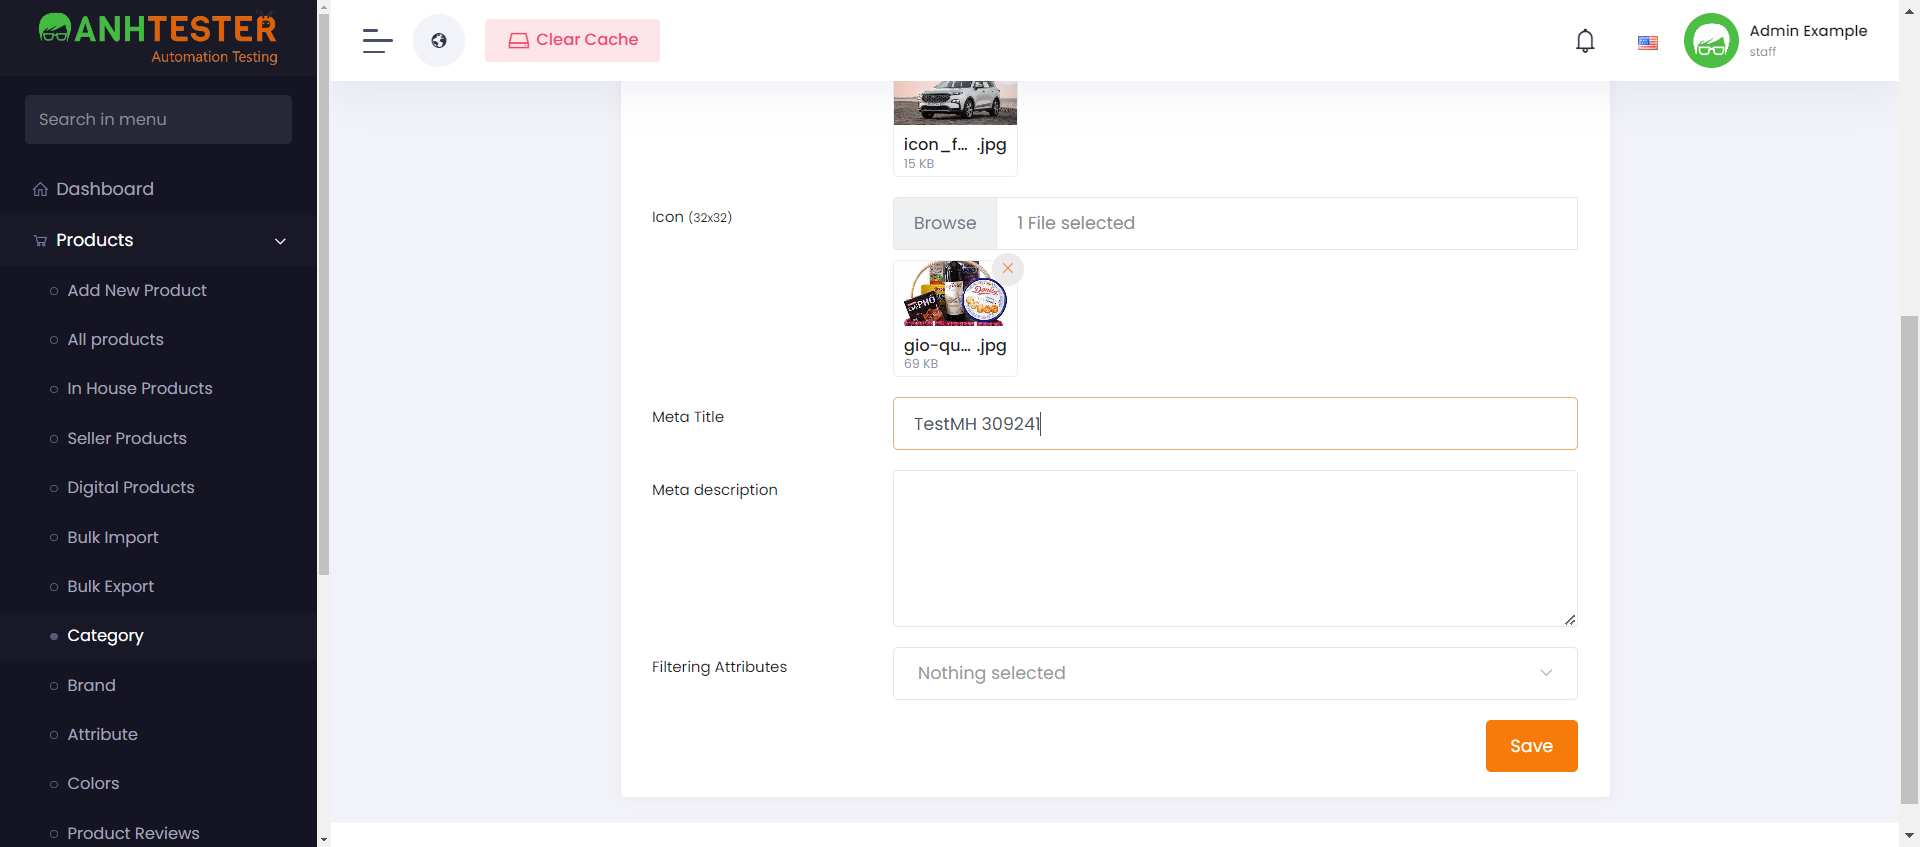 ANHTESTER
Automation Testing
Clear Cache
Admin Example
staff
Search in menu
Dashboard
Products
Add New Product
All products
In House Products
Seller Products
Digital Products
Bulk Import
Bulk Export
Category
Brand
Attribute
Colors
Product Reviews
icon_f... .jpg
15 KB
Icon (32x32)
Browse
1 File selected
PHỐ
Danisa
gio-qu... .jpg
69 KB
Meta Title
TestMH 309241
Meta description
Filtering Attributes
Nothing selected
Save